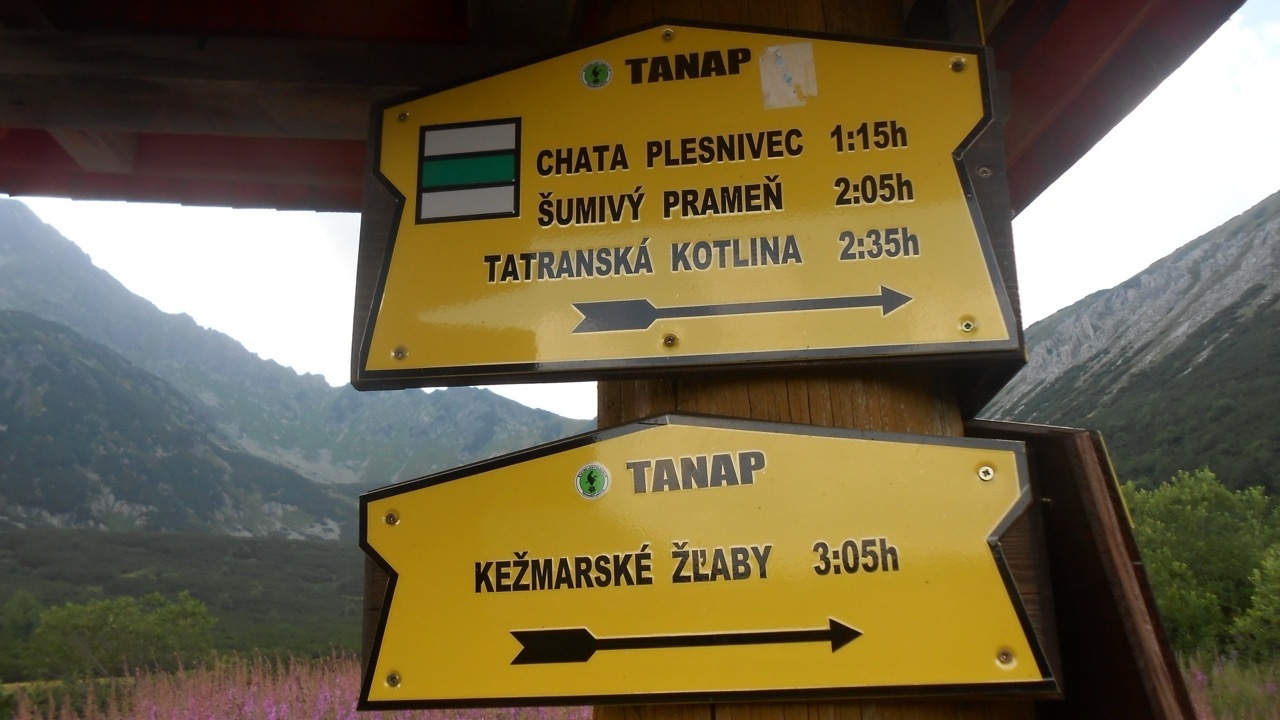 TANAP
CHATA PLESNIVEC 1:15h
ŠUMIVÝ PRAMEŇ 2:05h
TATRANSKÁ KOTLINA 2:35h
TANAP
KEŽMARSKÉ ŽĽABY 3:05h